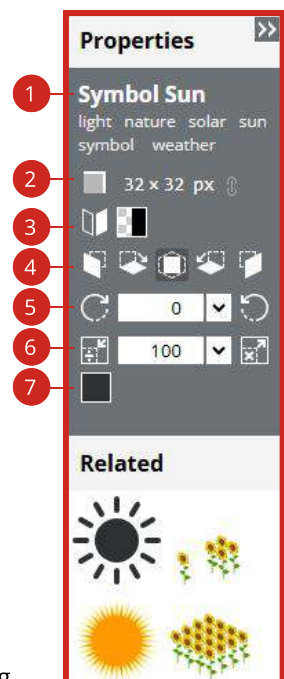 Properties
1 Symbol Sun
light nature solar sun
symbol weather
2 32 × 32 px
3
4
5 0
6 100
7
Related
g